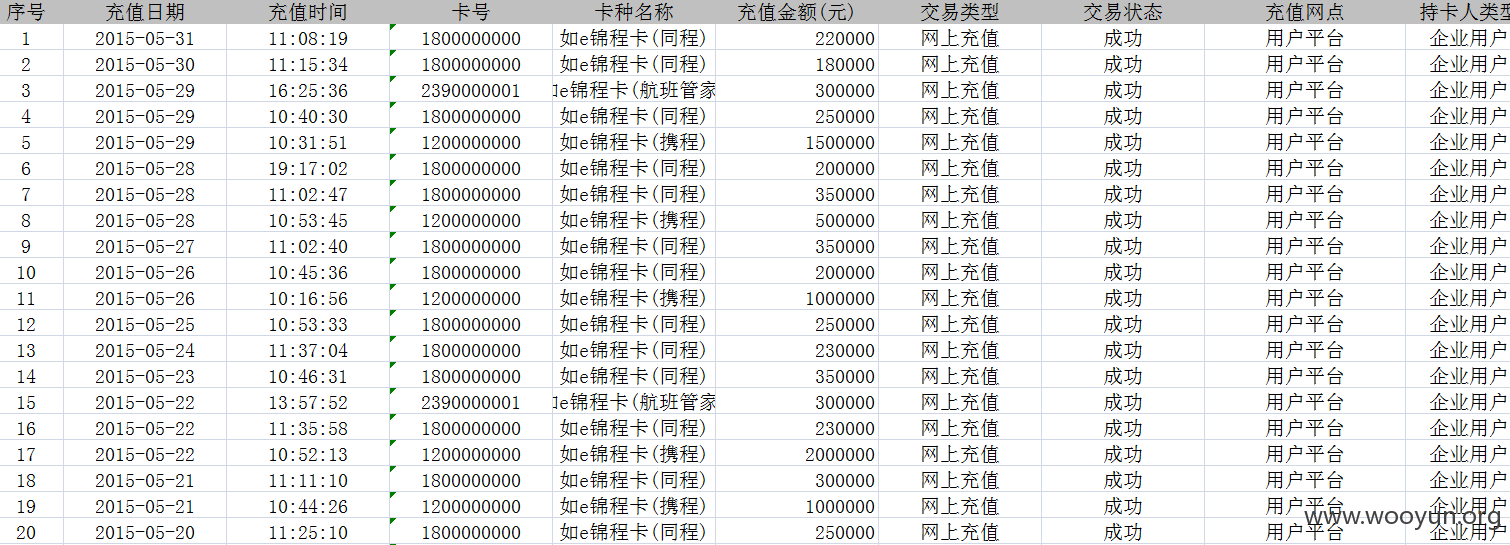 序号 充值日期 充值时间 卡号 卡种名称 充值金额(元) 交易类型 交易状态 充值网点 持卡人类型
1 2015-05-31 11:08:19 1800000000 如e锦程卡(同程) 220000 网上充值 成功 用户平台 企业用户
2 2015-05-30 11:15:34 1800000000 如e锦程卡(同程) 180000 网上充值 成功 用户平台 企业用户
3 2015-05-29 16:25:36 2390000001 如e锦程卡(航班管家 300000 网上充值 成功 用户平台 企业用户
4 2015-05-29 10:40:30 1800000000 如e锦程卡(同程) 250000 网上充值 成功 用户平台 企业用户
5 2015-05-29 10:31:51 1200000000 如e锦程卡(携程) 1500000 网上充值 成功 用户平台 企业用户
6 2015-05-28 19:17:02 1800000000 如e锦程卡(同程) 200000 网上充值 成功 用户平台 企业用户
7 2015-05-28 11:02:47 1800000000 如e锦程卡(同程) 350000 网上充值 成功 用户平台 企业用户
8 2015-05-28 10:53:45 1200000000 如e锦程卡(携程) 500000 网上充值 成功 用户平台 企业用户
9 2015-05-27 11:02:40 1800000000 如e锦程卡(同程) 350000 网上充值 成功 用户平台 企业用户
10 2015-05-26 10:45:36 1800000000 如e锦程卡(同程) 200000 网上充值 成功 用户平台 企业用户
11 2015-05-26 10:16:56 1200000000 如e锦程卡(携程) 1000000 网上充值 成功 用户平台 企业用户
12 2015-05-25 10:53:33 1800000000 如e锦程卡(同程) 250000 网上充值 成功 用户平台 企业用户
13 2015-05-24 11:37:04 1800000000 如e锦程卡(同程) 230000 网上充值 成功 用户平台 企业用户
14 2015-05-23 10:46:31 1800000000 如e锦程卡(同程) 350000 网上充值 成功 用户平台 企业用户
15 2015-05-22 13:57:52 2390000001 如e锦程卡(航班管家 300000 网上充值 成功 用户平台 企业用户
16 2015-05-22 11:35:58 1800000000 如e锦程卡(同程) 230000 网上充值 成功 用户平台 企业用户
17 2015-05-22 10:52:13 1200000000 如e锦程卡(携程) 2000000 网上充值 成功 用户平台 企业用户
18 2015-05-21 11:11:10 1800000000 如e锦程卡(同程) 300000 网上充值 成功 用户平台 企业用户
19 2015-05-21 10:44:26 1200000000 如e锦程卡(携程) 1000000 网上充值 成功 用户平台 企业用户
20 2015-05-20 11:25:10 1800000000 如e锦程卡(同程) 250000 网上充值 成功 用户平台 企业用户
www.wooyun.org